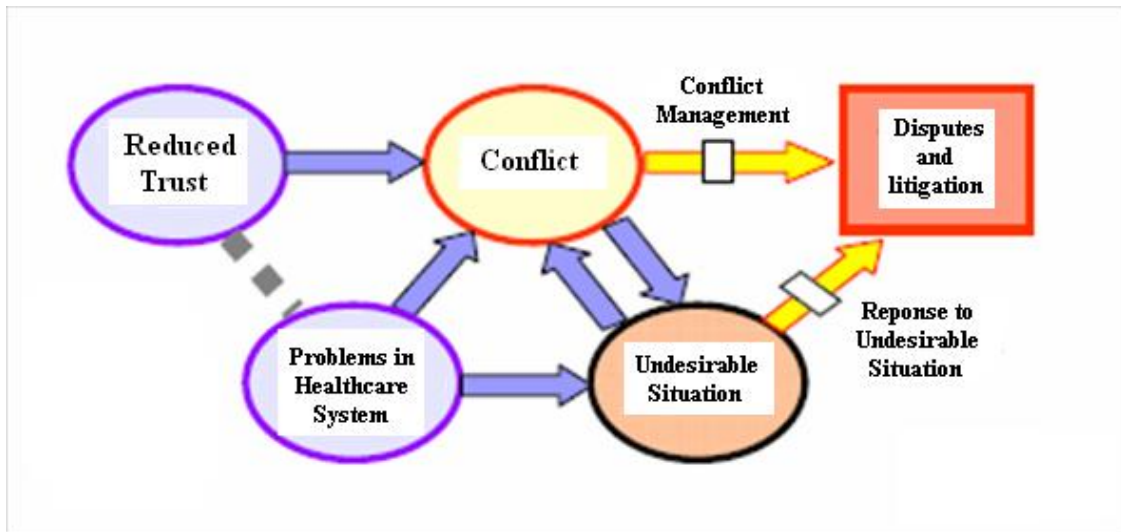 Reduced
Trust
Conflict
Conflict
Management
Disputes
and
litigation
Problems in
Healthcare
System
Undesirable
Situation
Reponse to
Undesirable
Situation